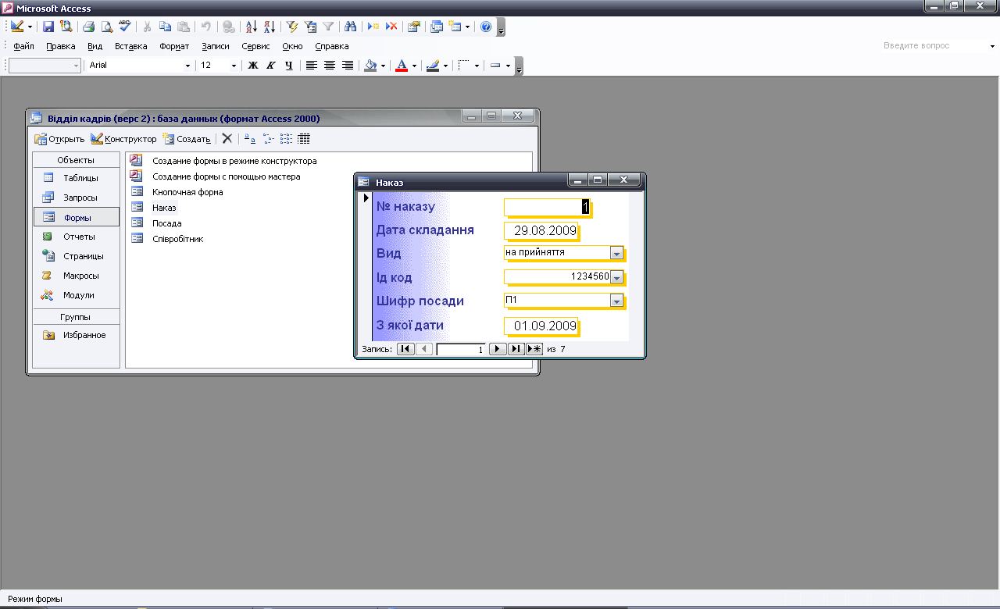 Microsoft Access
Файл Правка Вид Вставка Формат Записи Сервис Окно Справка Введите вопрос
Arial 12 Ж К Ч
Відділ кадрів (верс 2) : база данных (формат Access 2000)
Открыть Конструктор Создать
Объекты
Таблицы
Запросы
Формы
Отчеты
Страницы
Макросы
Модули
Группы
Избранное
Создание формы в режиме конструктора
Создание формы с помощью мастера
Кнопочная форма
Наказ
Посада
Співробітник
Наказ
№ наказу 1
Дата складання 29.08.2009
Вид на прийняття
Ід код 1234560
Шифр посади П1
З якої дати 01.09.2009
Запись: 1 из 7
Режим формы